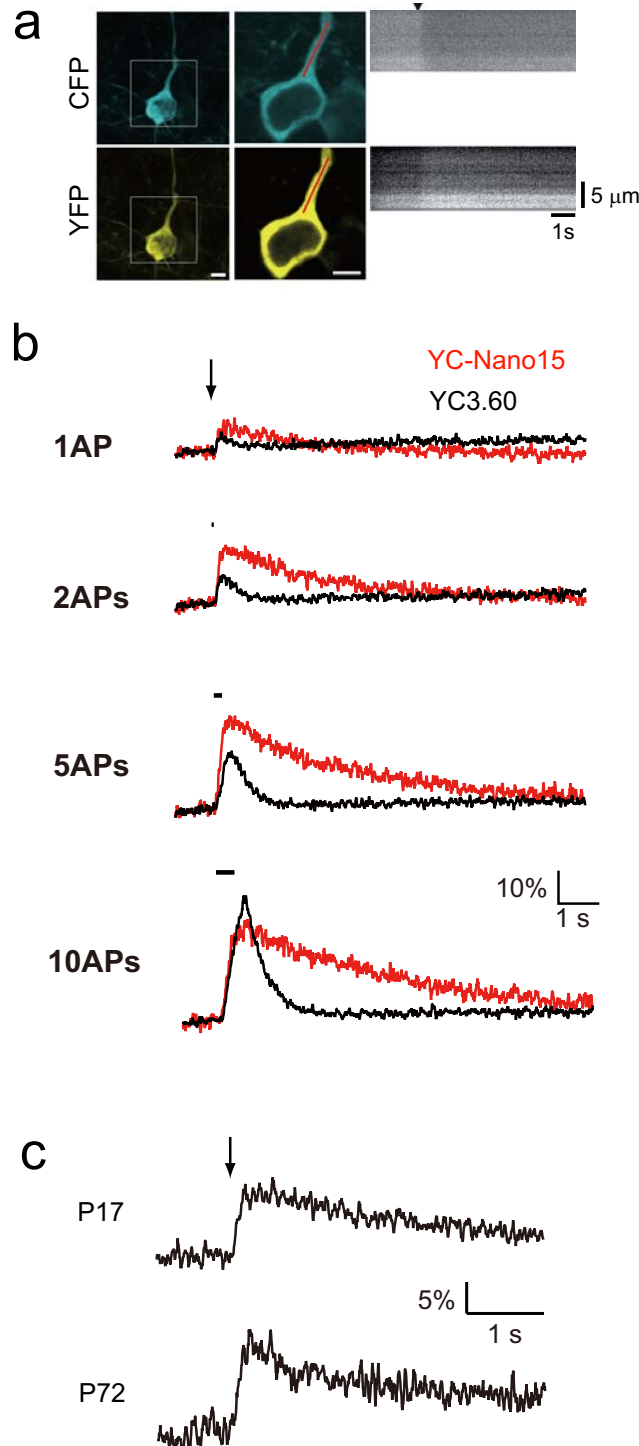 a
CFP
YFP
5 μm
1s
b
YC-Nano15
YC3.60
1AP
2APs
5APs
10%
1 s
10APs
c
P17
5%
1 s
P72